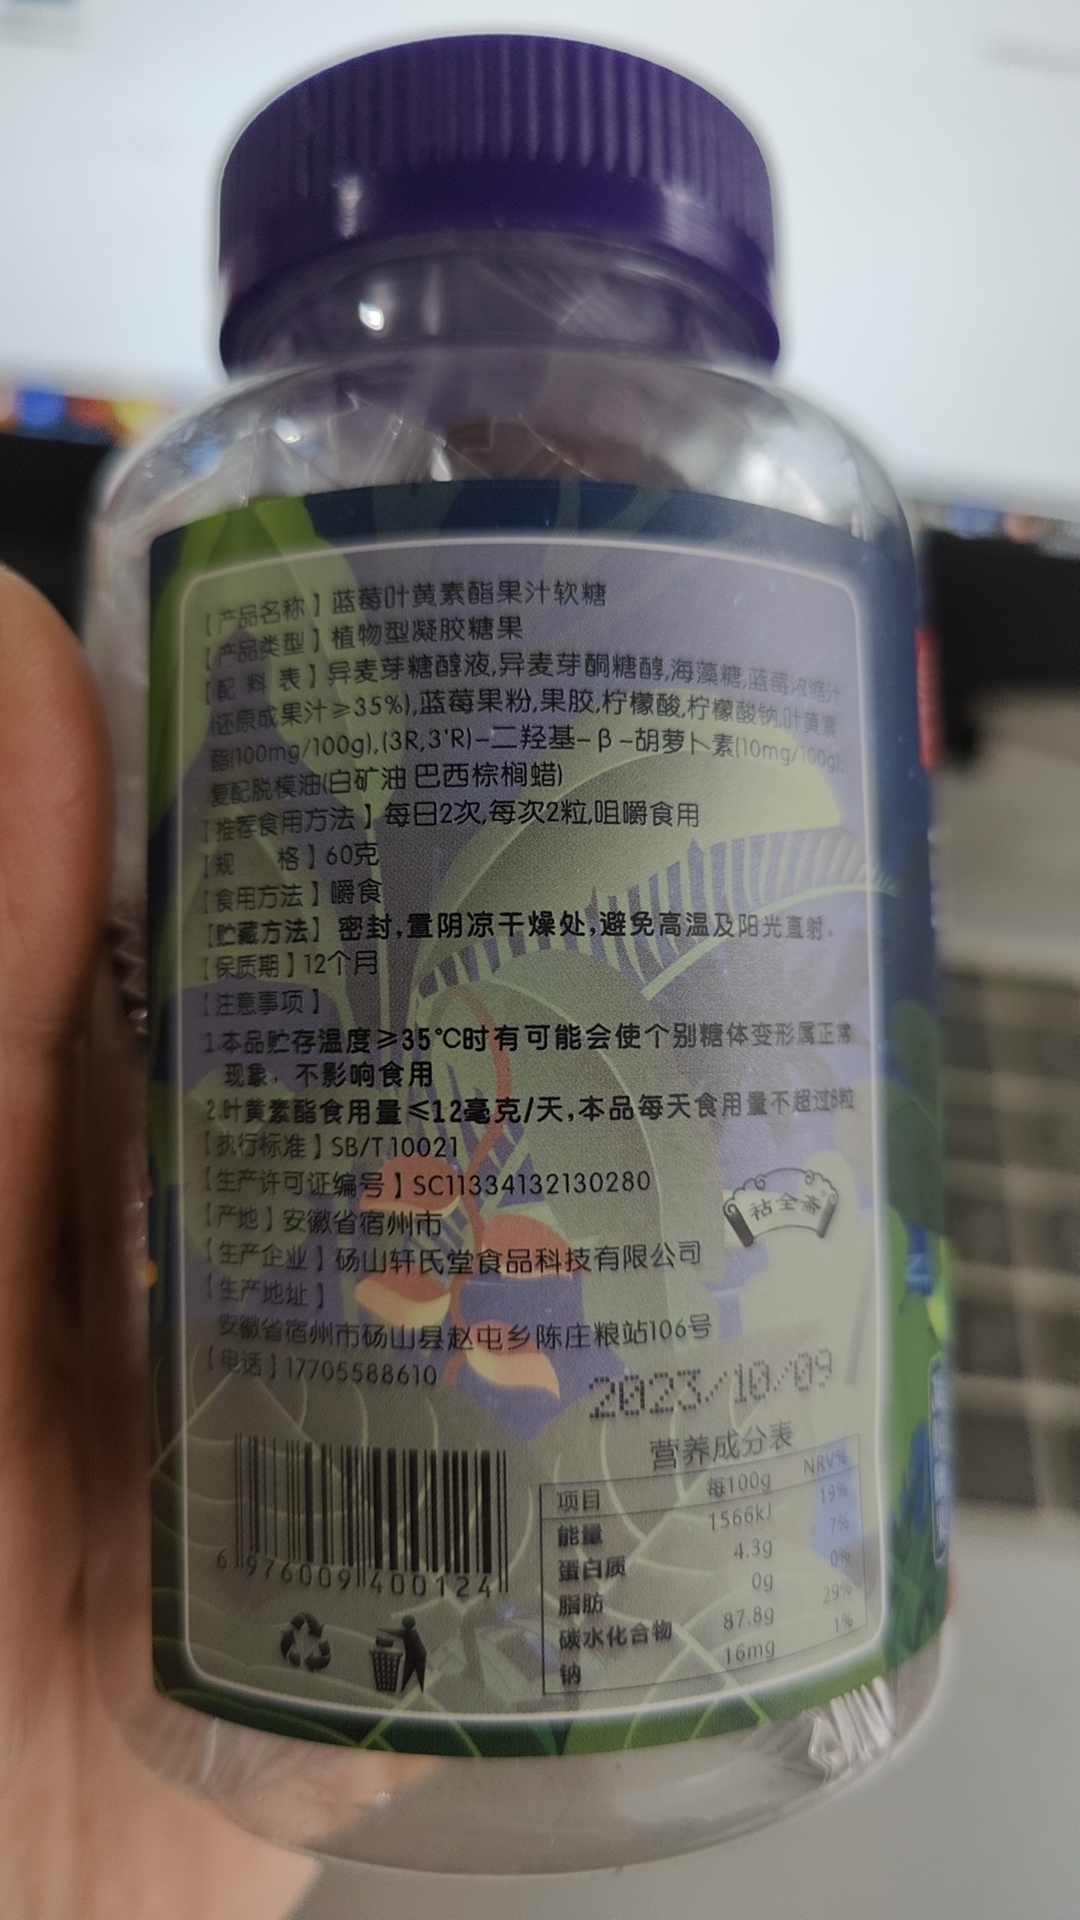 【产品名称】蓝莓叶黄素酯果汁软糖
【产品类型】植物型凝胶糖果
【配 料 表】异麦芽糖醇液,异麦芽酮糖醇,海藻糖,蓝莓浓缩汁
(还原成果汁≥35%),蓝莓果粉,果胶,柠檬酸,柠檬酸钠,叶黄素
酯(100mg/100g),(3R,3'R)-二羟基-β-胡萝卜素(10mg/100g),
复配脱模油(白矿油 巴西棕榈蜡)
【推荐食用方法】每日2次,每次2粒,咀嚼食用
【规 格】60克
【食用方法】嚼食
【贮藏方法】密封,置阴凉干燥处,避免高温及阳光直射。
【保质期】12个月
【注意事项】
1.本品贮存温度≥35℃时有可能会使个别糖体变形属正常
现象，不影响食用
2.叶黄素酯食用量≤12毫克/天,本品每天食用量不超过6粒
【执行标准】SB/T 10021
【生产许可证编号】SC11334132130280
【产地】安徽省宿州市
祜全斋
【生产企业】砀山轩氏堂食品科技有限公司
【生产地址】
安徽省宿州市砀山县赵屯乡陈庄粮站106号
【电话】17705588610
2023/10/09
营养成分表
项目 每100g NRV%
能量 1566kJ 19%
蛋白质 4.3g 7%
脂肪 0g 0%
碳水化合物 87.8g 29%
钠 16mg 1%
6 976009 400124